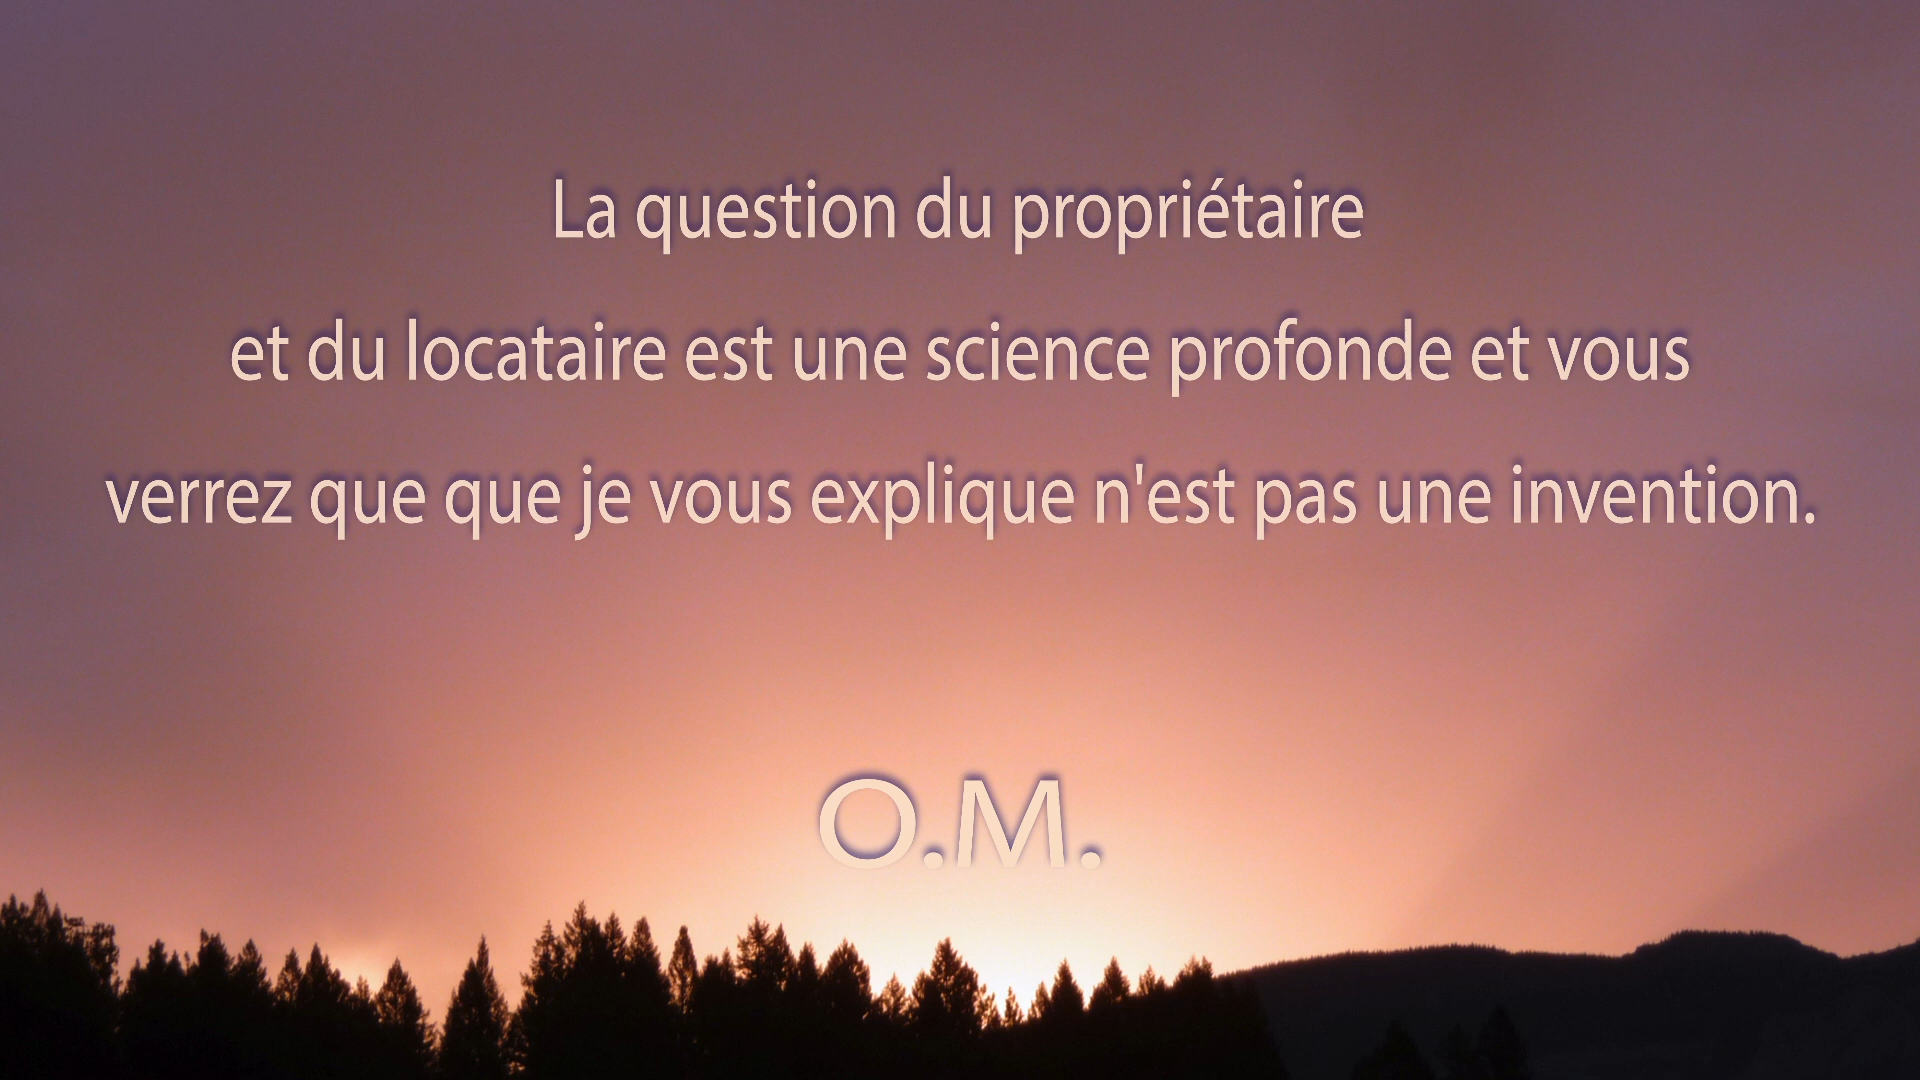 La question du propriétaire
et du locataire est une science profonde et vous
verrez que que je vous explique n'est pas une invention.
O.M.